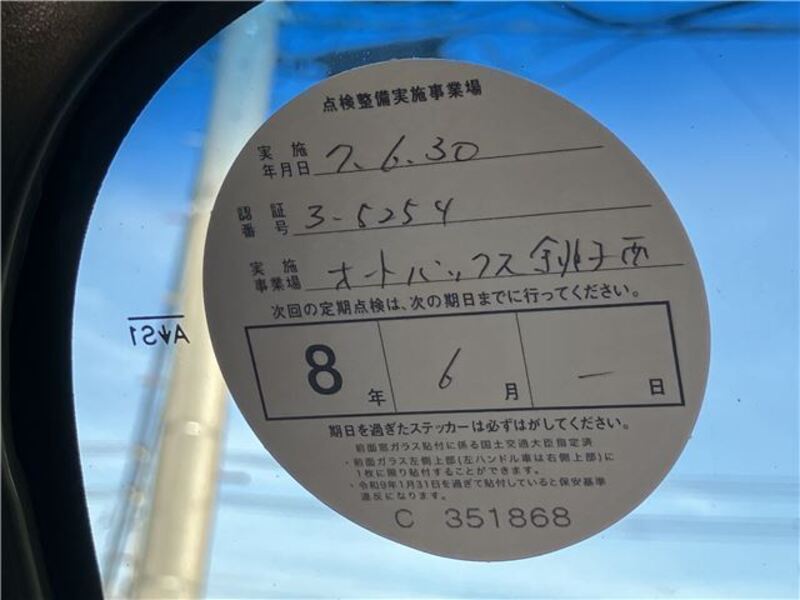 点検整備実施事業場
実施年月日 7.6.30
認証番号 3-5254
実施事業場 オートバックス 銚子西
次回の定期点検は、次の期日までに行ってください。
8年 6月 一日
期日を過ぎたステッカーは必ずはがしてください。
前面窓ガラス貼付に係る国土交通大臣指定済
・前面ガラス左側上部(左ハンドル車は右側上部)に
1枚に限り貼付することができます。
・令和9年1月31日を過ぎて貼付していると保安基準
違反になります。
C 351868
A↓S1